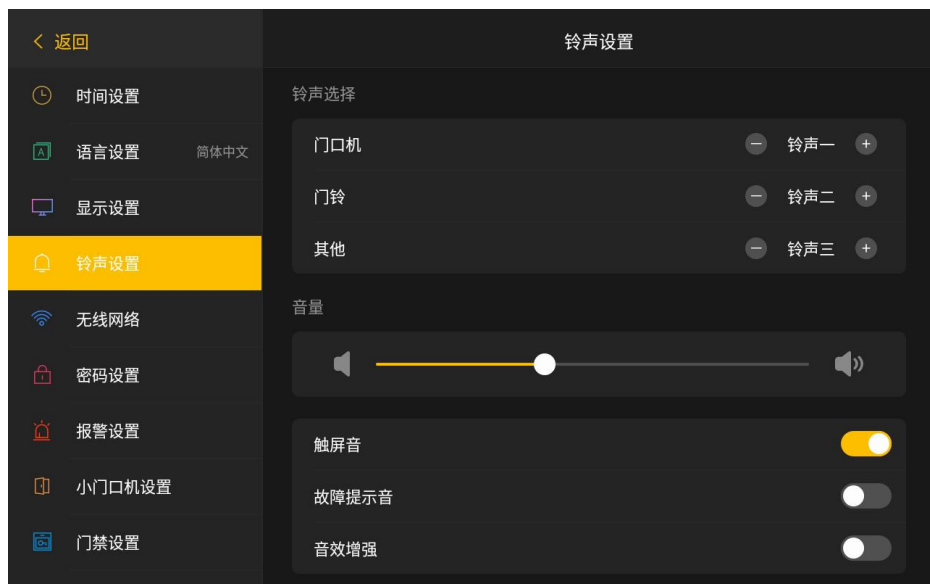 返回
铃声设置
时间设置
语言设置 简体中文
显示设置
铃声设置
无线网络
密码设置
报警设置
小门口机设置
门禁设置
铃声选择
门口机 铃声一
门铃 铃声二
其他 铃声三
音量
触屏音
故障提示音
音效增强